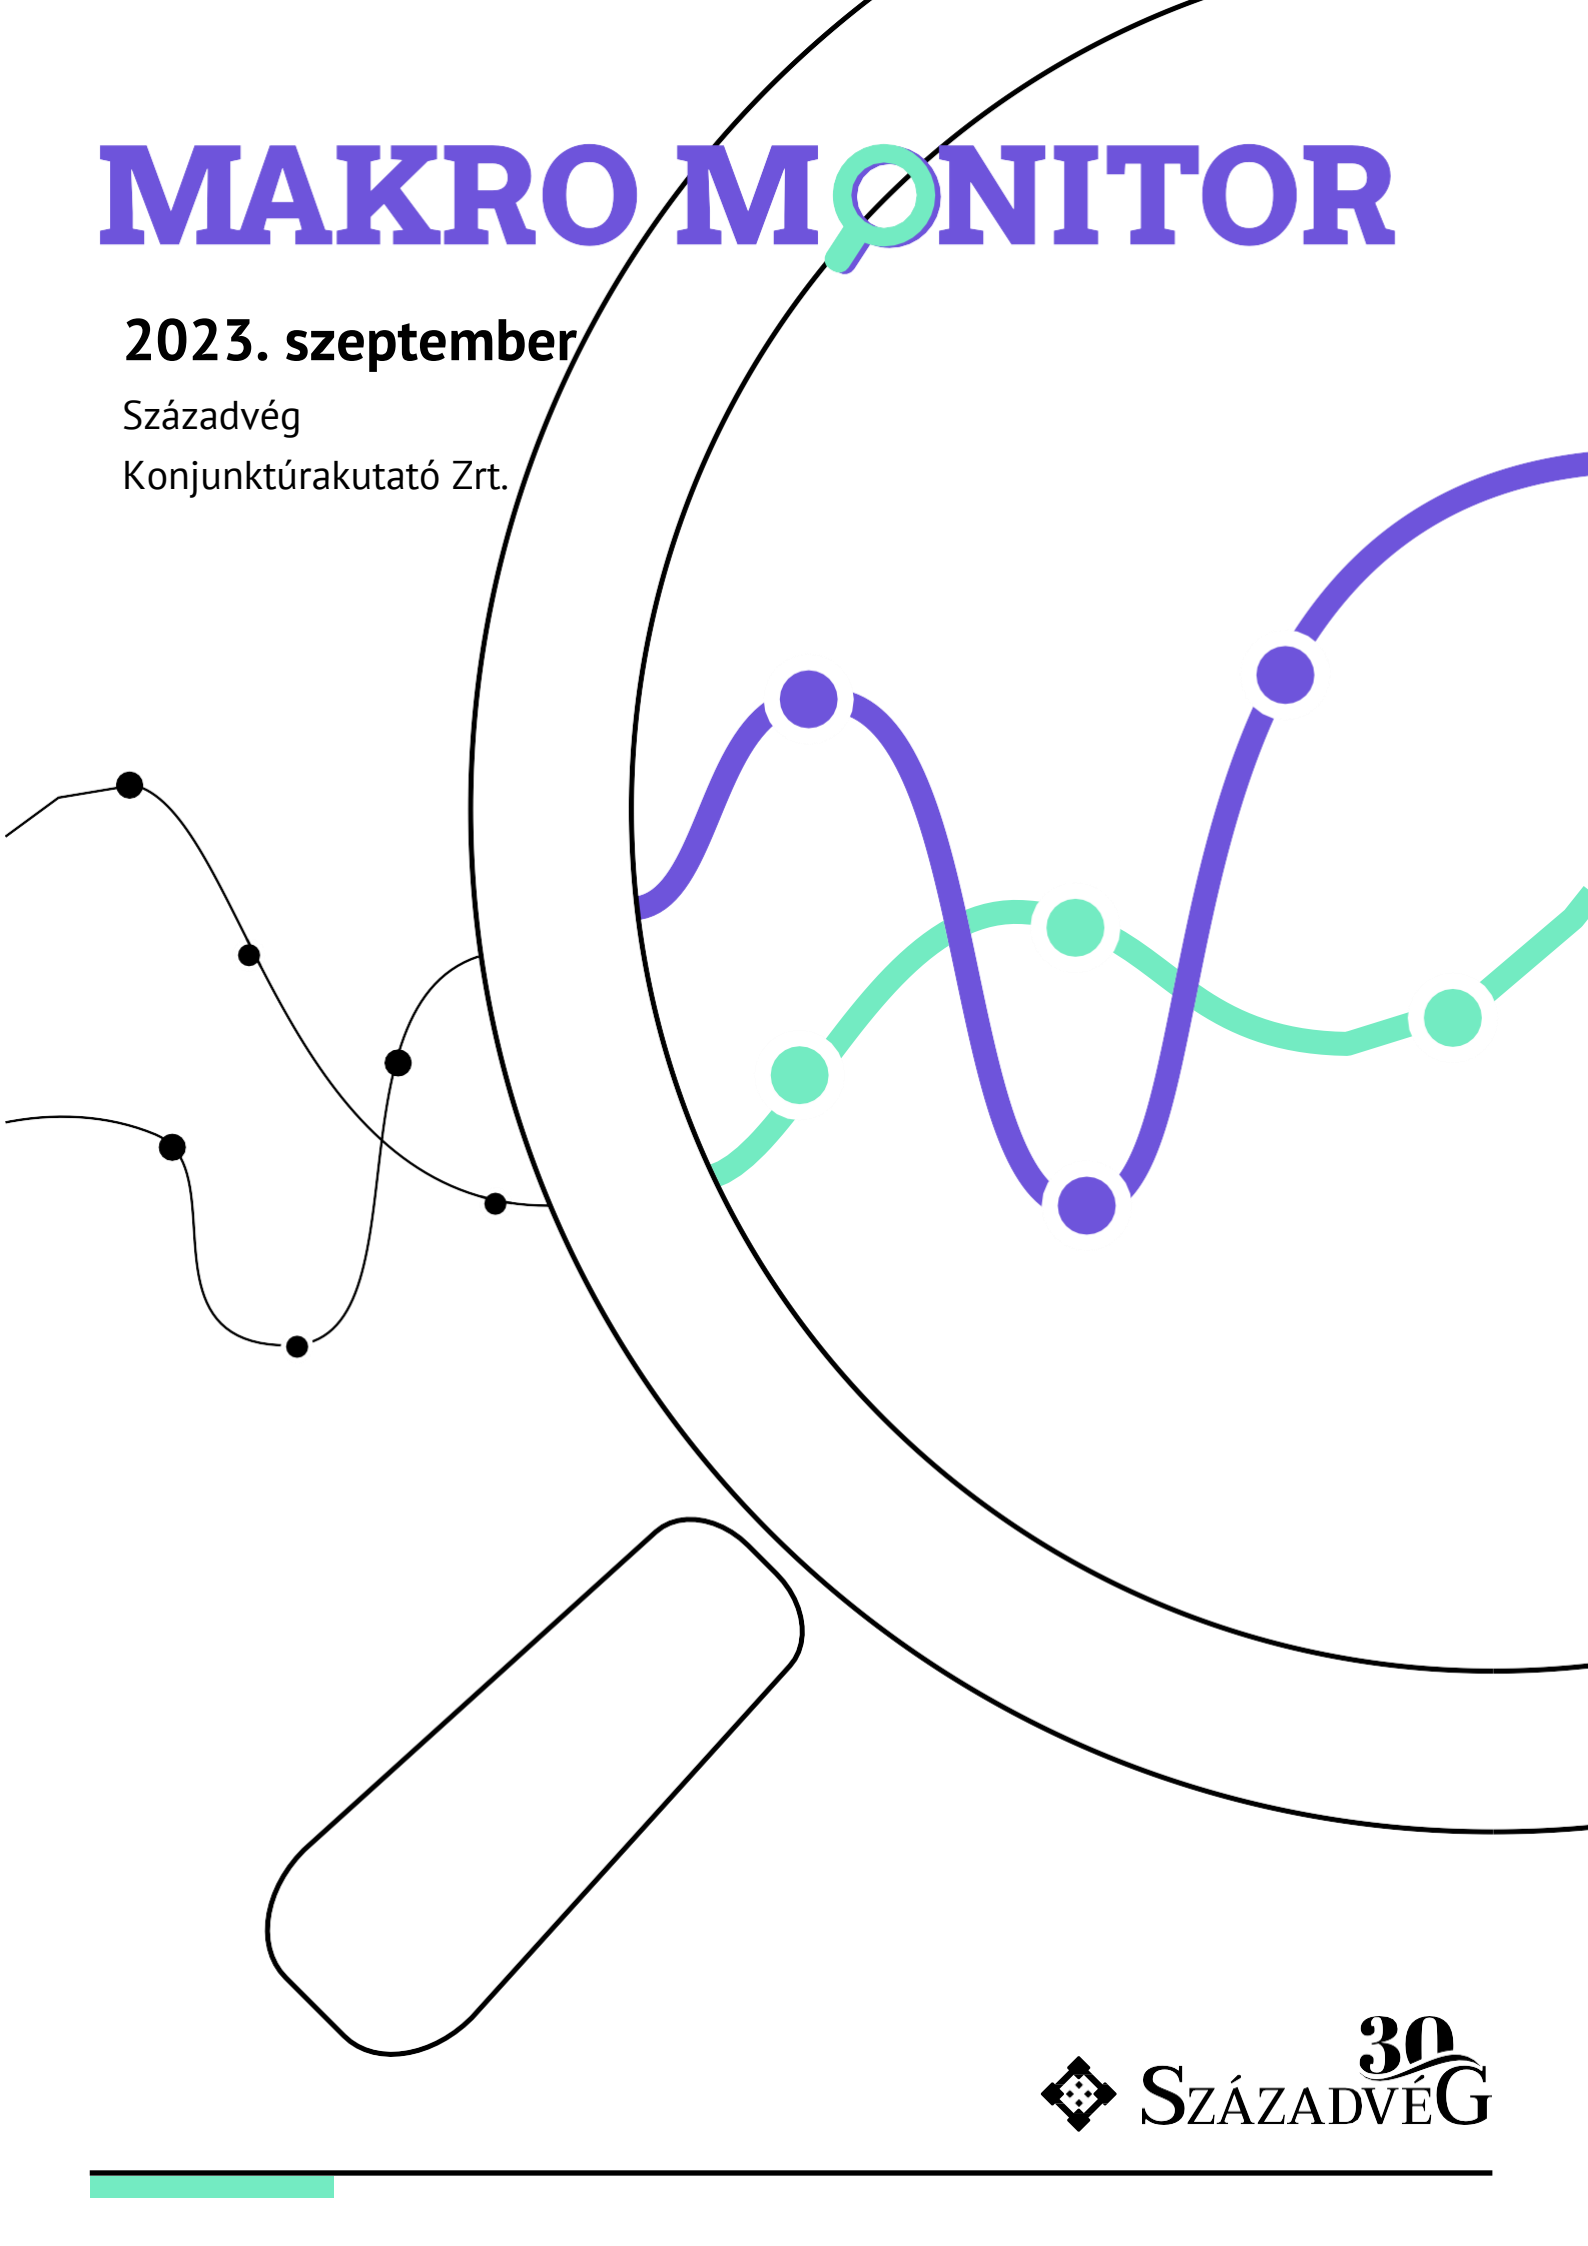 MAKRO MONITOR
2023. szeptember
Századvég
Konjunktúrakutató Zrt.
30
SZÁZADVÉG